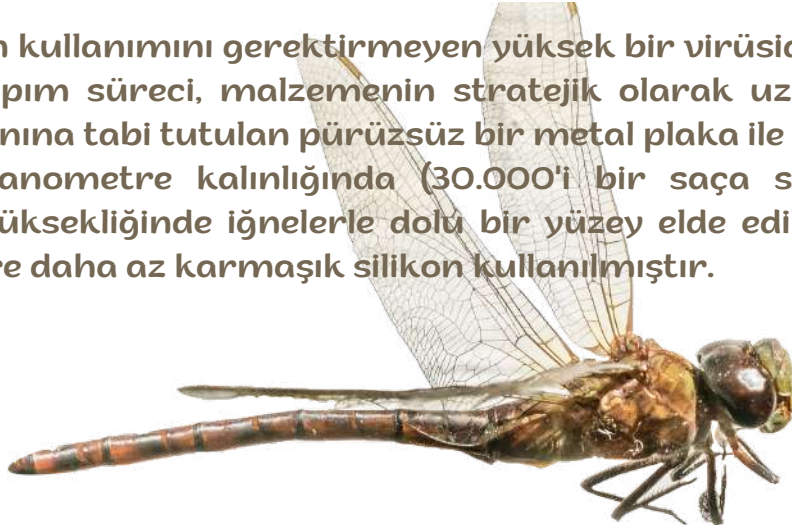 n kullanımını gerektirmeyen yüksek bir virüsid
pım süreci, malzemenin stratejik olarak uz
nına tabi tutulan pürüzsüz bir metal plaka ile
anometre kalınlığında (30.000'i bir saça s
üksekliğinde iğnelerle dolu bir yüzey elde edi
re daha az karmaşık silikon kullanılmıştır.